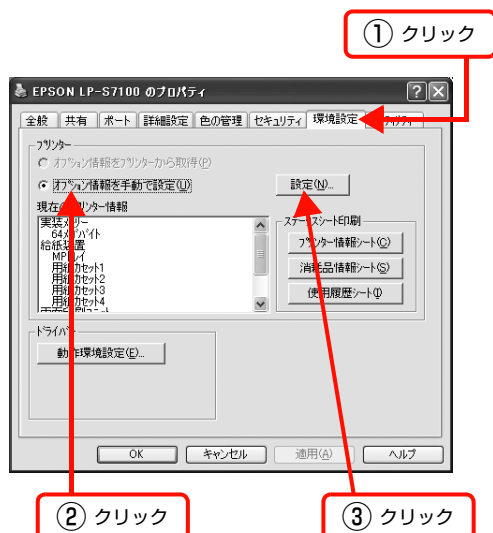 ① クリック
EPSON LP-S7100 のプロパティ
全般 共有 ポート 詳細設定 色の管理 セキュリティ 環境設定
プリンター
オプション情報をプリンターから取得(P)
オプション情報を手動で設定(U)
設定(N)...
現在のプリンター情報
実装メモリー
64メガバイト
給紙装置
MPトレイ
用紙カセット1
用紙カセット2
用紙カセット3
用紙カセット4
ステータスシート印刷
プリンター情報シート(C)
消耗品情報シート(S)
使用履歴シート(I)
ドライバー
動作環境設定(E)...
OK キャンセル 適用(A) ヘルプ
② クリック
③ クリック